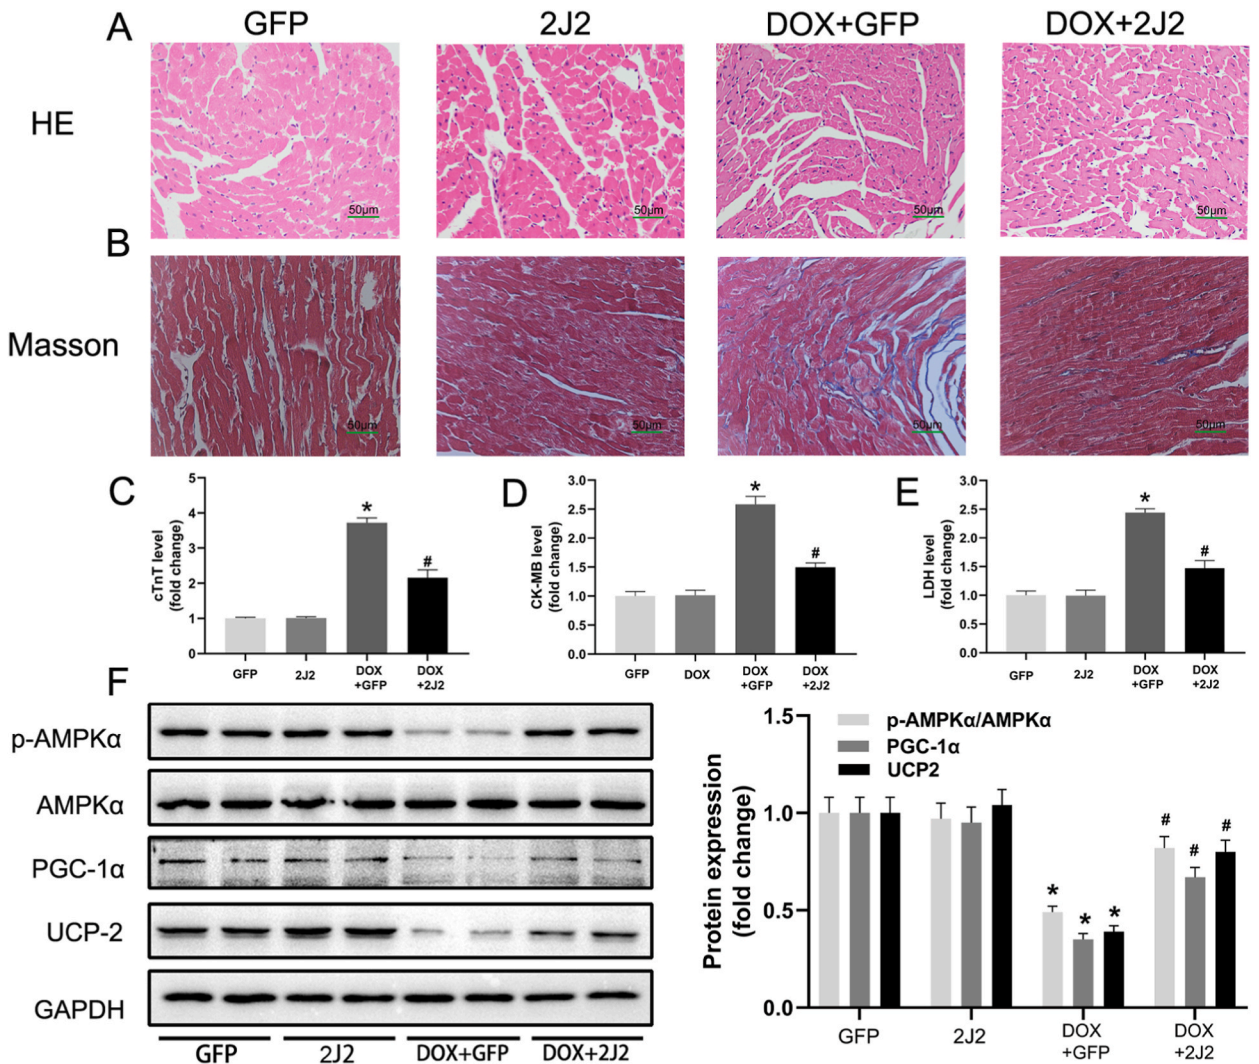 A
GFP
2J2
DOX+GFP
DOX+2J2
HE
50μm
50μm
50μm
50μm
B
Masson
50μm
50μm
50μm
50μm
C
cTnT level
(fold change)
5
4
3
2
1
0
*
#
GFP
2J2
DOX
+GFP
DOX
+2J2
D
CK-MB level
(fold change)
3.0
2.5
2.0
1.5
1.0
0.5
0.0
*
#
GFP
DOX
DOX
+GFP
DOX
+2J2
E
LDH level
(fold change)
3.0
2.5
2.0
1.5
1.0
0.5
0.0
*
#
GFP
2J2
DOX
+GFP
DOX
+2J2
F
p-AMPKα
AMPKα
PGC-1α
UCP-2
GAPDH
GFP
2J2
DOX+GFP
DOX+2J2
Protein expression
(fold change)
1.5
1.0
0.5
0.0
p-AMPKα/AMPKα
PGC-1α
UCP2
* * *
# # #
GFP
2J2
DOX
+GFP
DOX
+2J2